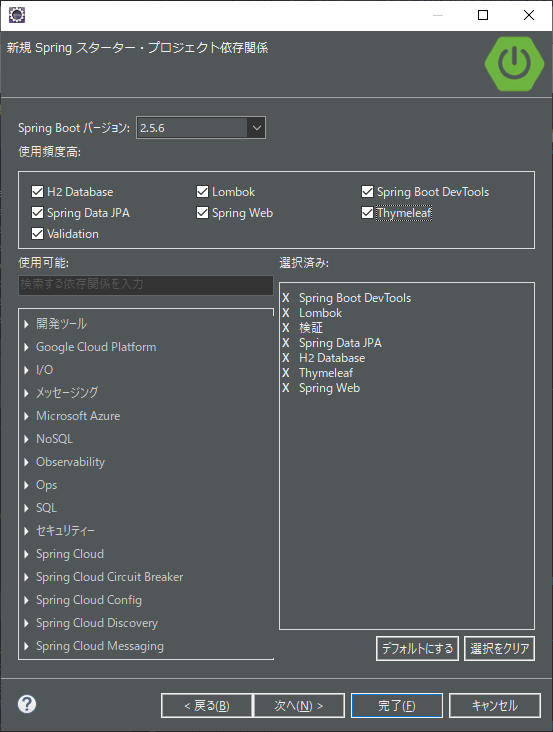 新規 Spring スターター・プロジェクト依存関係
Spring Boot バージョン: 2.5.6
使用頻度高:
H2 Database Lombok Spring Boot DevTools
Spring Data JPA Spring Web Thymeleaf
Validation
使用可能:
検索する依存関係を入力
開発ツール
Google Cloud Platform
I/O
メッセージング
Microsoft Azure
NoSQL
Observability
Ops
SQL
セキュリティー
Spring Cloud
Spring Cloud Circuit Breaker
Spring Cloud Config
Spring Cloud Discovery
Spring Cloud Messaging
選択済み:
X Spring Boot DevTools
X Lombok
X 検証
X Spring Data JPA
X H2 Database
X Thymeleaf
X Spring Web
デフォルトにする 選択をクリア
? < 戻る(B) 次へ(N) > 完了(F) キャンセル